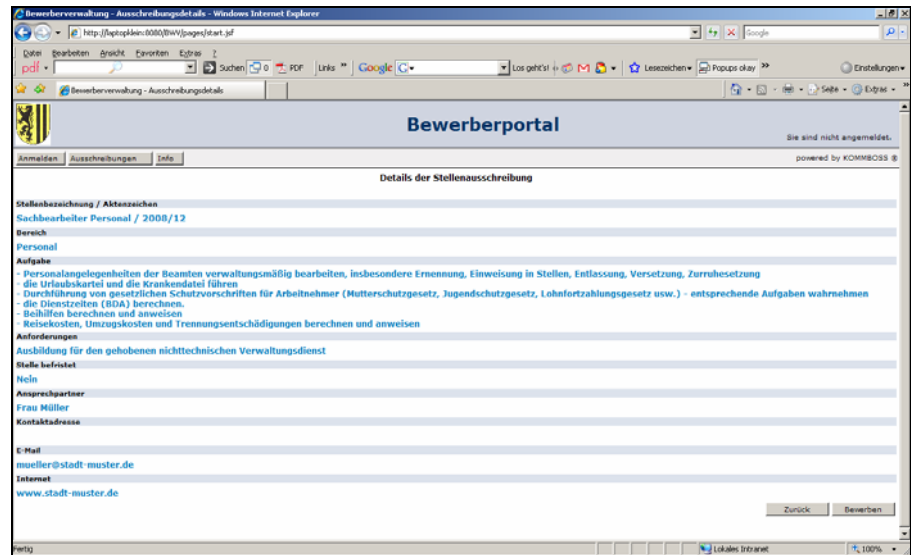 Bewerberverwaltung - Ausschreibungsdetails - Windows Internet Explorer
http://laptopklein:8080/BWV/pages/start.jsf
Google
Datei Bearbeiten Ansicht Favoriten Extras ?
pdf Suchen 0 PDF Links » Google G Los geht's! Lesezeichen Popups okay » Einstellungen
Bewerberverwaltung - Ausschreibungsdetails
Seite Extras »
Bewerberportal
Sie sind nicht angemeldet.
Anmelden Ausschreibungen Info
powered by KOMMBOSS ®
Details der Stellenausschreibung
Stellenbezeichnung / Aktenzeichen
Sachbearbeiter Personal / 2008/12
Bereich
Personal
Aufgabe
- Personalangelegenheiten der Beamten verwaltungsmäßig bearbeiten, insbesondere Ernennung, Einweisung in Stellen, Entlassung, Versetzung, Zurruhesetzung
- die Urlaubskartei und die Krankendatei führen
- Durchführung von gesetzlichen Schutzvorschriften für Arbeitnehmer (Mutterschutzgesetz, Jugendschutzgesetz, Lohnfortzahlungsgesetz usw.) - entsprechende Aufgaben wahrnehmen
- die Dienstzeiten (BDA) berechnen.
- Beihilfen berechnen und anweisen
- Reisekosten, Umzugskosten und Trennungsentschädigungen berechnen und anweisen
Anforderungen
Ausbildung für den gehobenen nichttechnischen Verwaltungsdienst
Stelle befristet
Nein
Ansprechpartner
Frau Müller
Kontaktadresse
E-Mail
mueller@stadt-muster.de
Internet
www.stadt-muster.de
Zurück Bewerben
Fertig
Lokales Intranet
100%